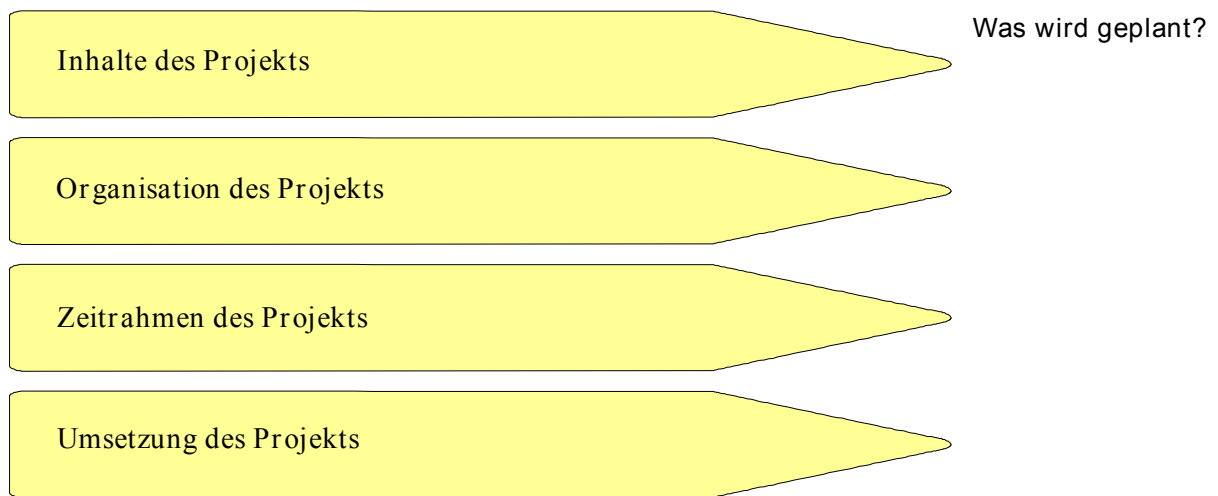 Was wird geplant?
Inhalte des Projekts
Organisation des Projekts
Zeitrahmen des Projekts
Umsetzung des Projekts